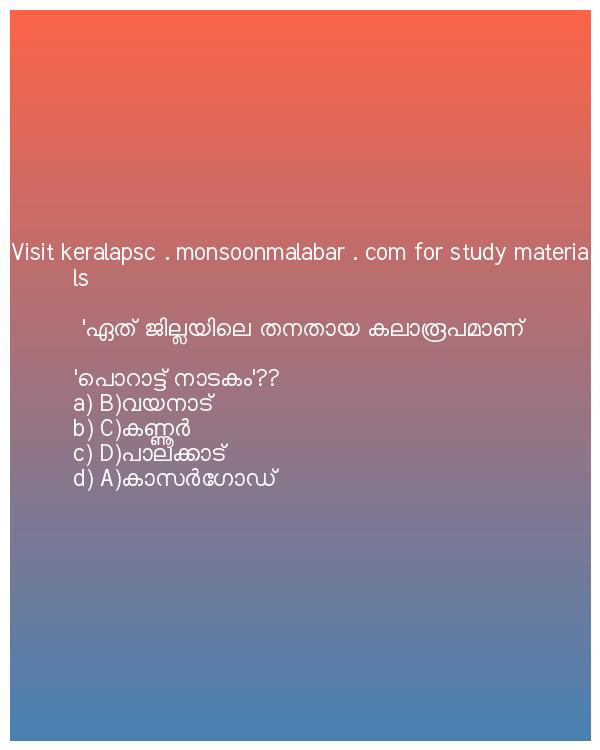 Visit keralapsc . monsoonmalabar . com for study materia
ls
'ഏത് ജില്ലയിലെ തനതായ കലാരൂപമാണ്
'പൊറാട്ട് നാടകം'??
a) B)വയനാട്
b) C)കണ്ണൂർ
c) D)പാലക്കാട്
d) A)കാസർഗോഡ്